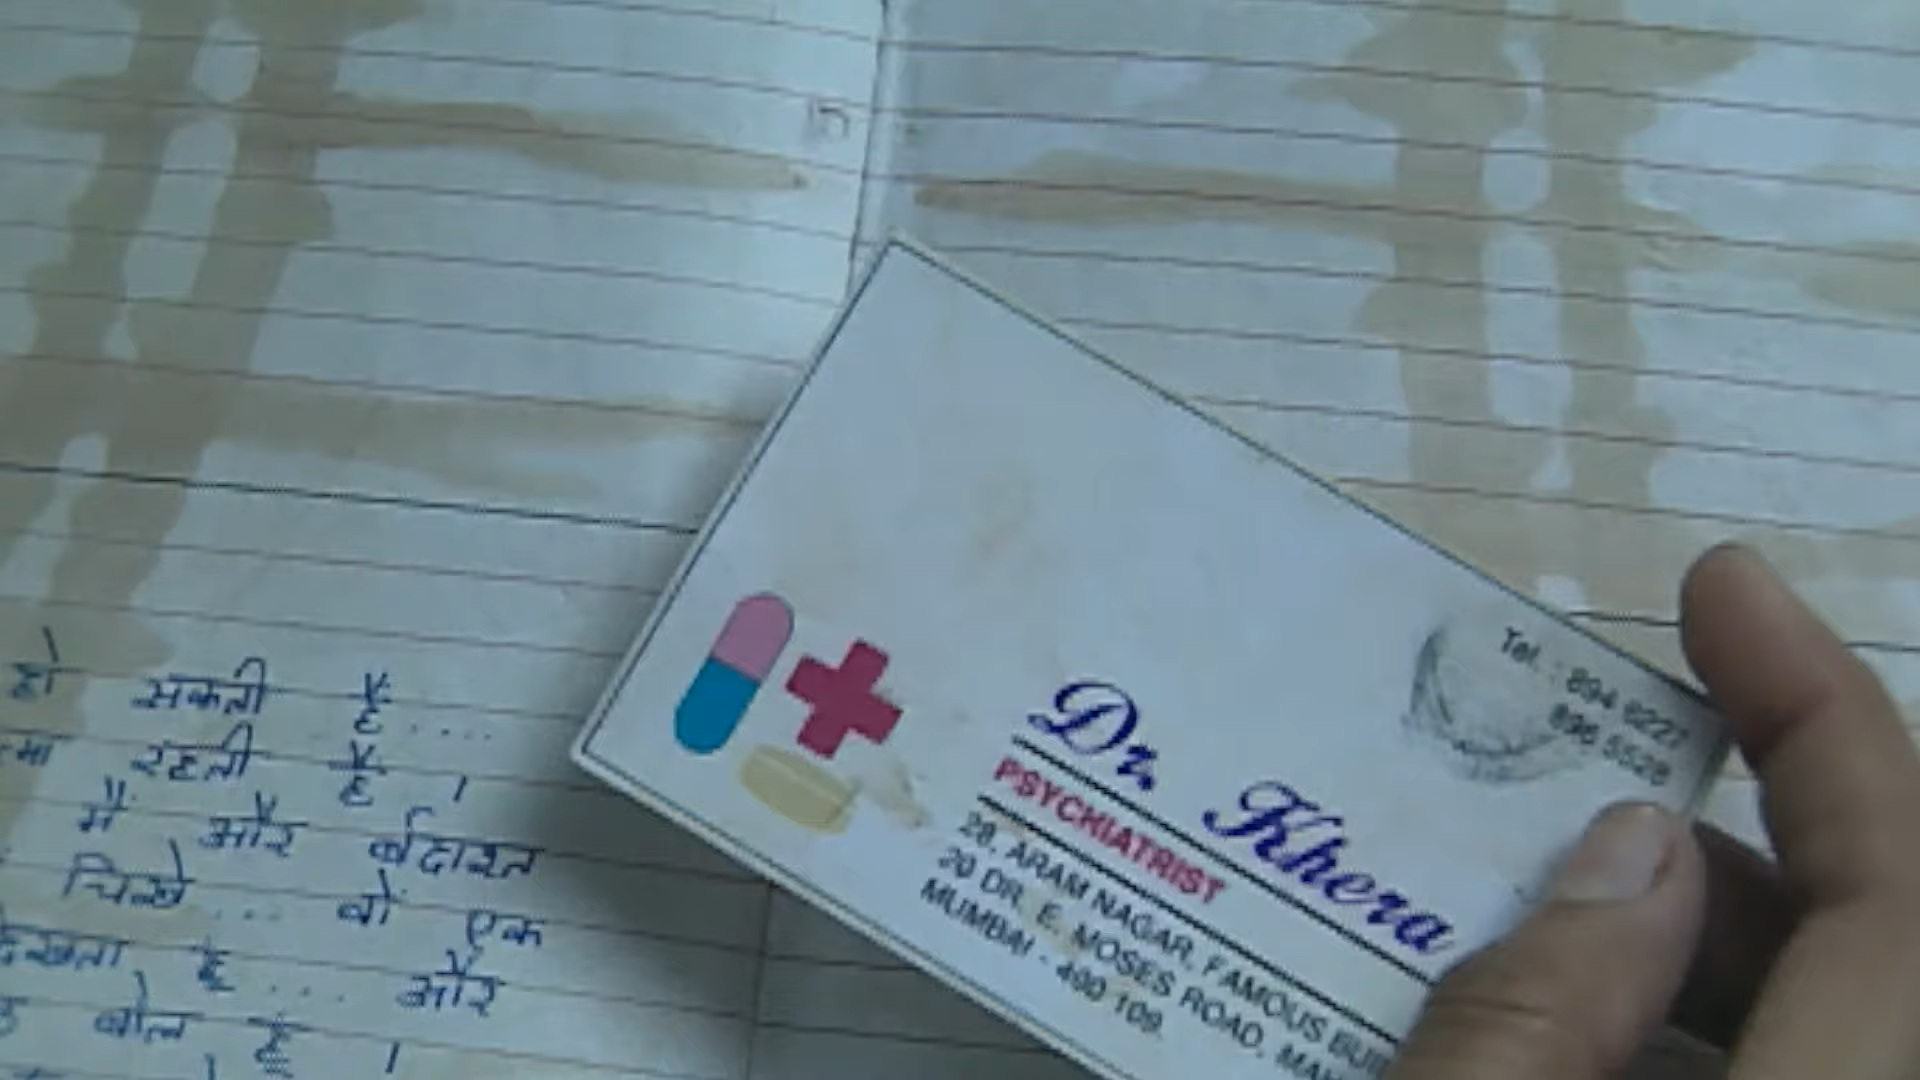 हो सकती है....
त्मा रहती है ।
में और र्बदाश्त
चिखे ... वो एक
देखता है.... और
बोल है ।
Tel. : 894 6227
896 5528
Dr. Khera
PSYCHIATRIST
28, ARAM NAGAR, FAMOUS
20 DR. E. MOSES ROAD,
MUMBAI - 400 109.